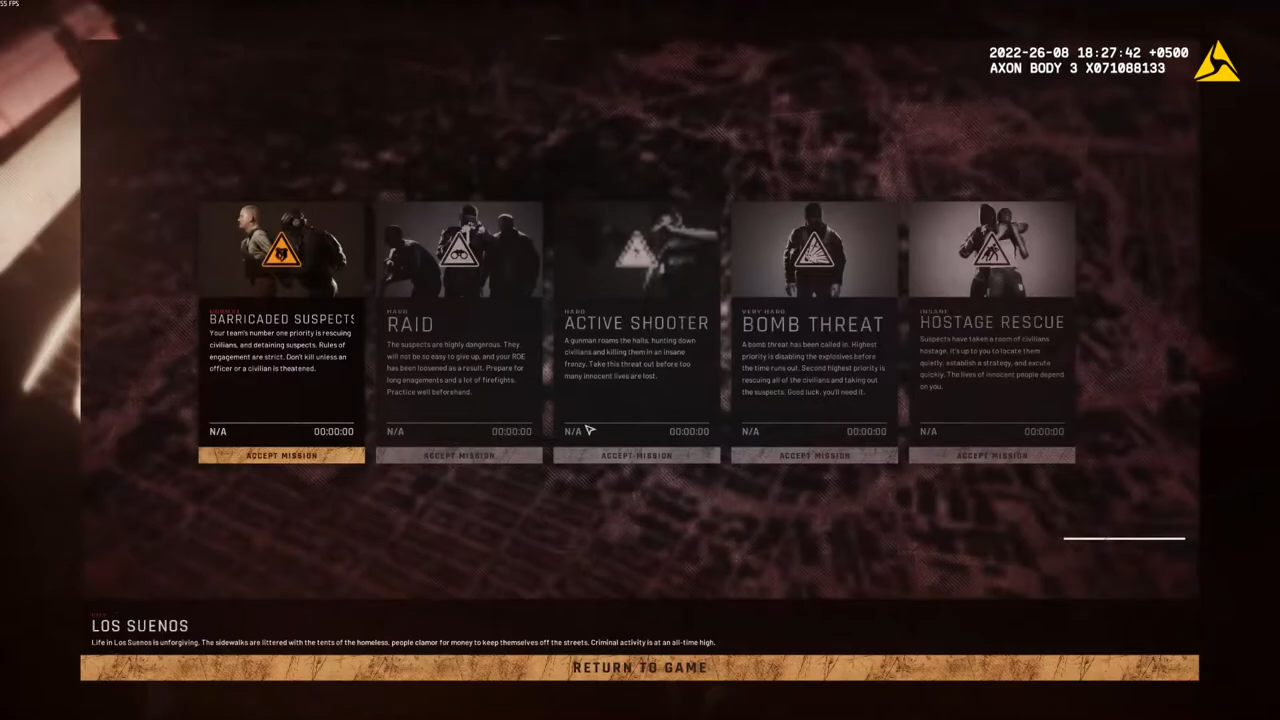 55 FPS
2022-26-08 18:27:42 +0500
AXON BODY 3 X071088133
NORMAL
BARRICADED SUSPECTS
Your team's number one priority is rescuing
civilians, and detaining suspects. Rules of
engagement are strict. Don't kill unless an
officer or a civilian is theatened.
N/A 00:00:00
ACCEPT MISSION
HARD
RAID
The suspects are highly dangerous. They
will not be so easy to give up, and your ROE
has been loosened as a result. Prepare for
long enagements and a lot of firefights.
Practice well beforehand.
N/A 00:00:00
ACCEPT MISSION
HARD
ACTIVE SHOOTER
A gunman roams the halls, hunting down
civilians and killing them in an insane
frenzy. Take this threat out before too
many innocent lives are lost.
N/A 00:00:00
ACCEPT MISSION
VERY HARD
BOMB THREAT
A bomb threat has been called in. Highest
priority is disabling the explosives before
the time runs out. Second highest priority is
rescuing all of the civilians and taking out
the suspects. Good luck, you'll need it.
N/A 00:00:00
ACCEPT MISSION
INSANE
HOSTAGE RESCUE
Suspects have taken a room of civilians
hostage. It's up to you to locate them
quietly, establish a strategy, and excute
quickly. The lives of innocent people depend
on you.
N/A 00:00:00
ACCEPT MISSION
LOS SUENOS
Life in Los Suenos is unforgiving. The sidewalks are littered with the tents of the homeless, people clamor for money to keep themselves off the streets. Criminal activity is at an all-time high.
RETURN TO GAME